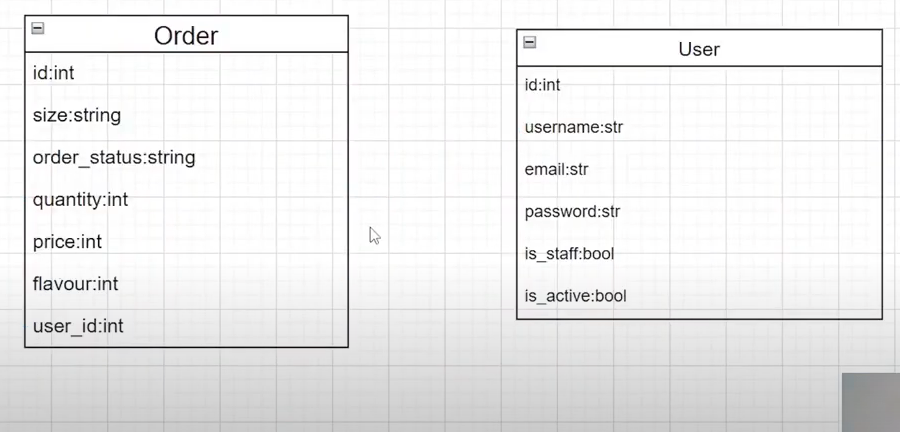 Order
id:int
size:string
order_status:string
quantity:int
price:int
flavour:int
user_id:int
User
id:int
username:str
email:str
password:str
is_staff:bool
is_active:bool